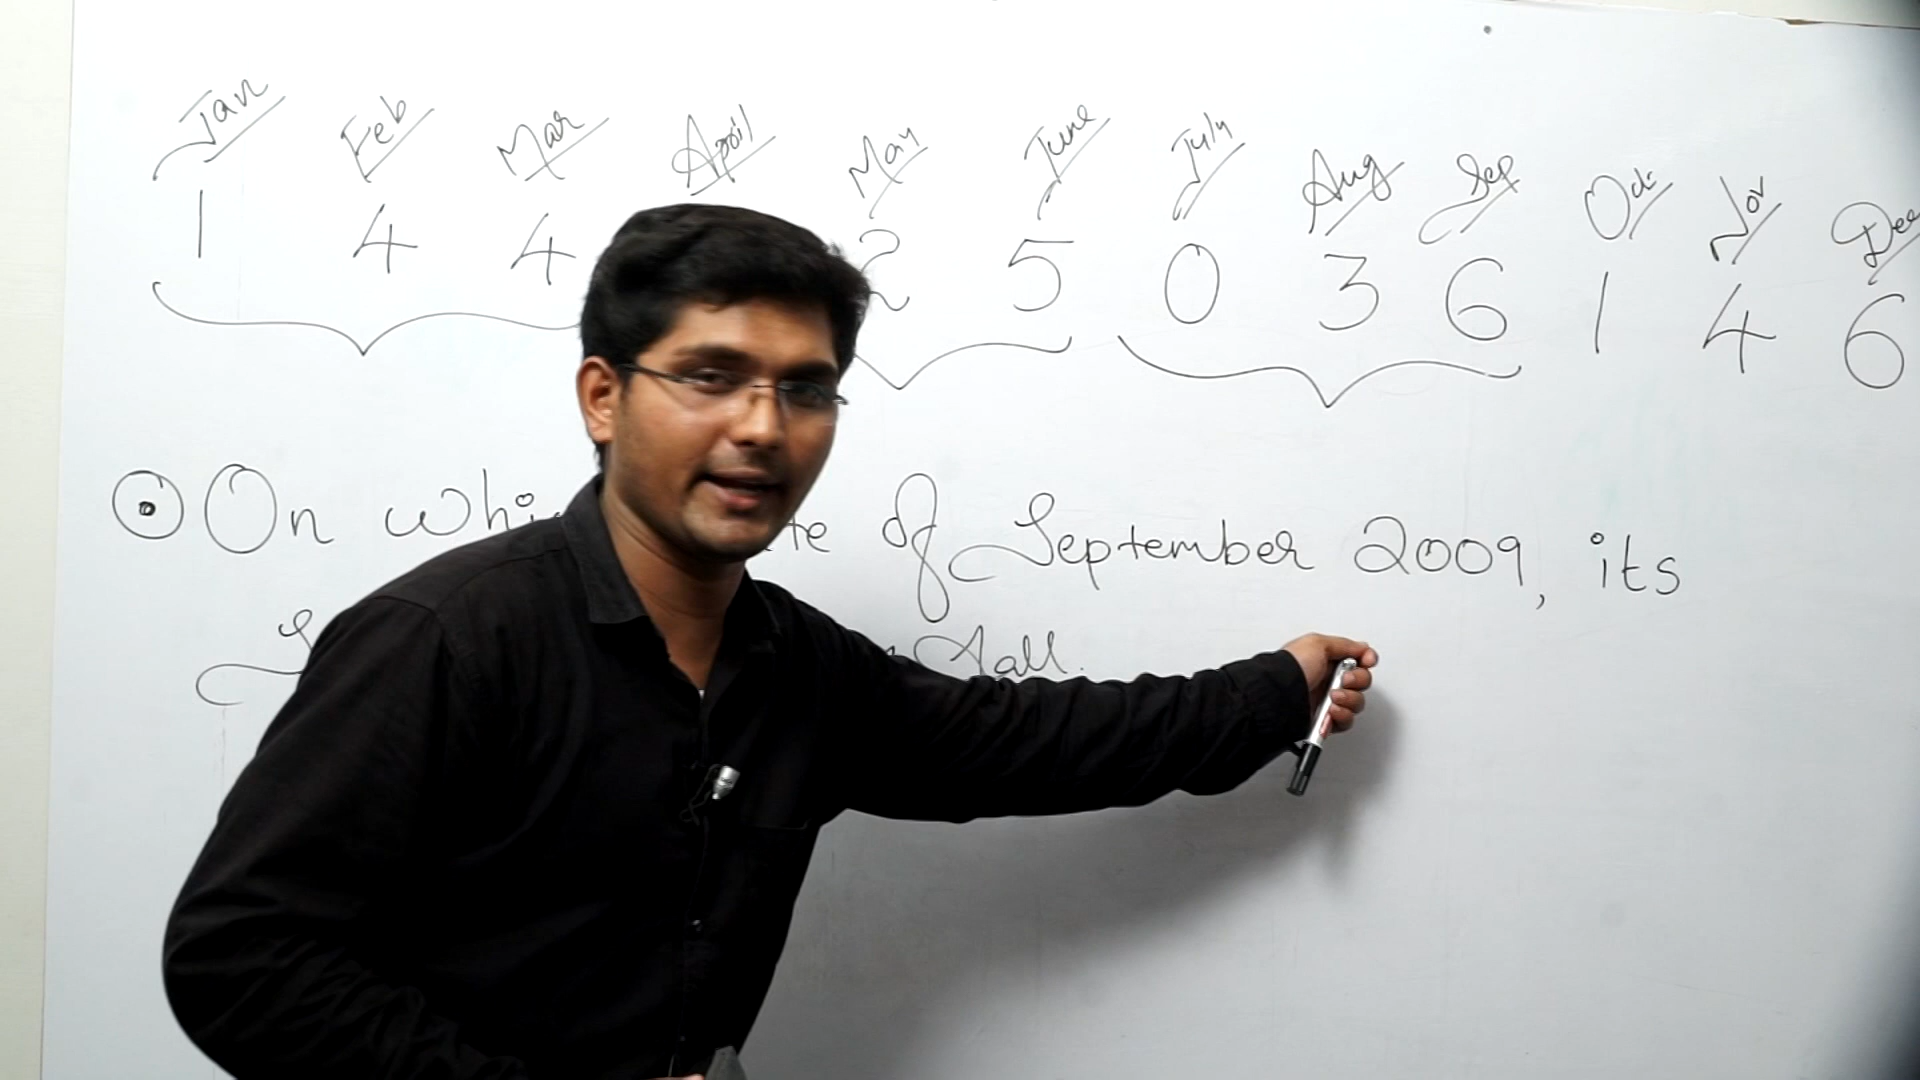 Jan Feb Mar April May June July Aug Sep Oct Nov Dec
1 4 4 2 5 0 3 6 1 4 6
On whi te of September 2009, its
fall.